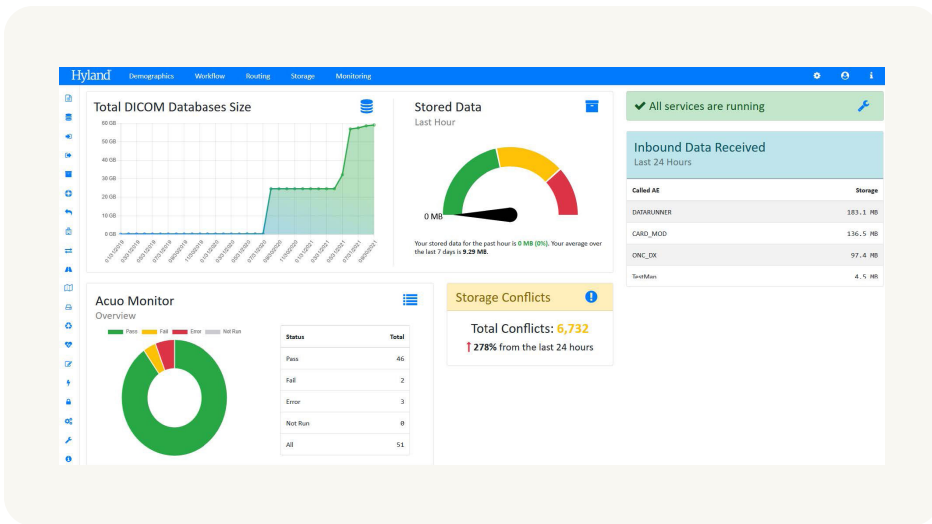 Hyland Demographics Workflow Routing Storage Monitoring
Total DICOM Databases Size
60 GB
50 GB
40 GB
30 GB
20 GB
10 GB
0 GB
Stored Data
Last Hour
0 MB
Your stored data for the past hour is 0 MB (0%). Your average over
the last 7 days is 9.29 MB.
All services are running
Inbound Data Received
Last 24 Hours
Called AE Storage
DATARUNNER 183.1 MB
CARD_MOD 136.5 MB
ONC_DX 97.4 MB
TestMan 4.5 MB
Acuo Monitor
Overview
Pass Fail Error Not Run
Status Total
Pass 46
Fail 2
Error 3
Not Run 0
All 51
Storage Conflicts
Total Conflicts: 6,732
278% from the last 24 hours